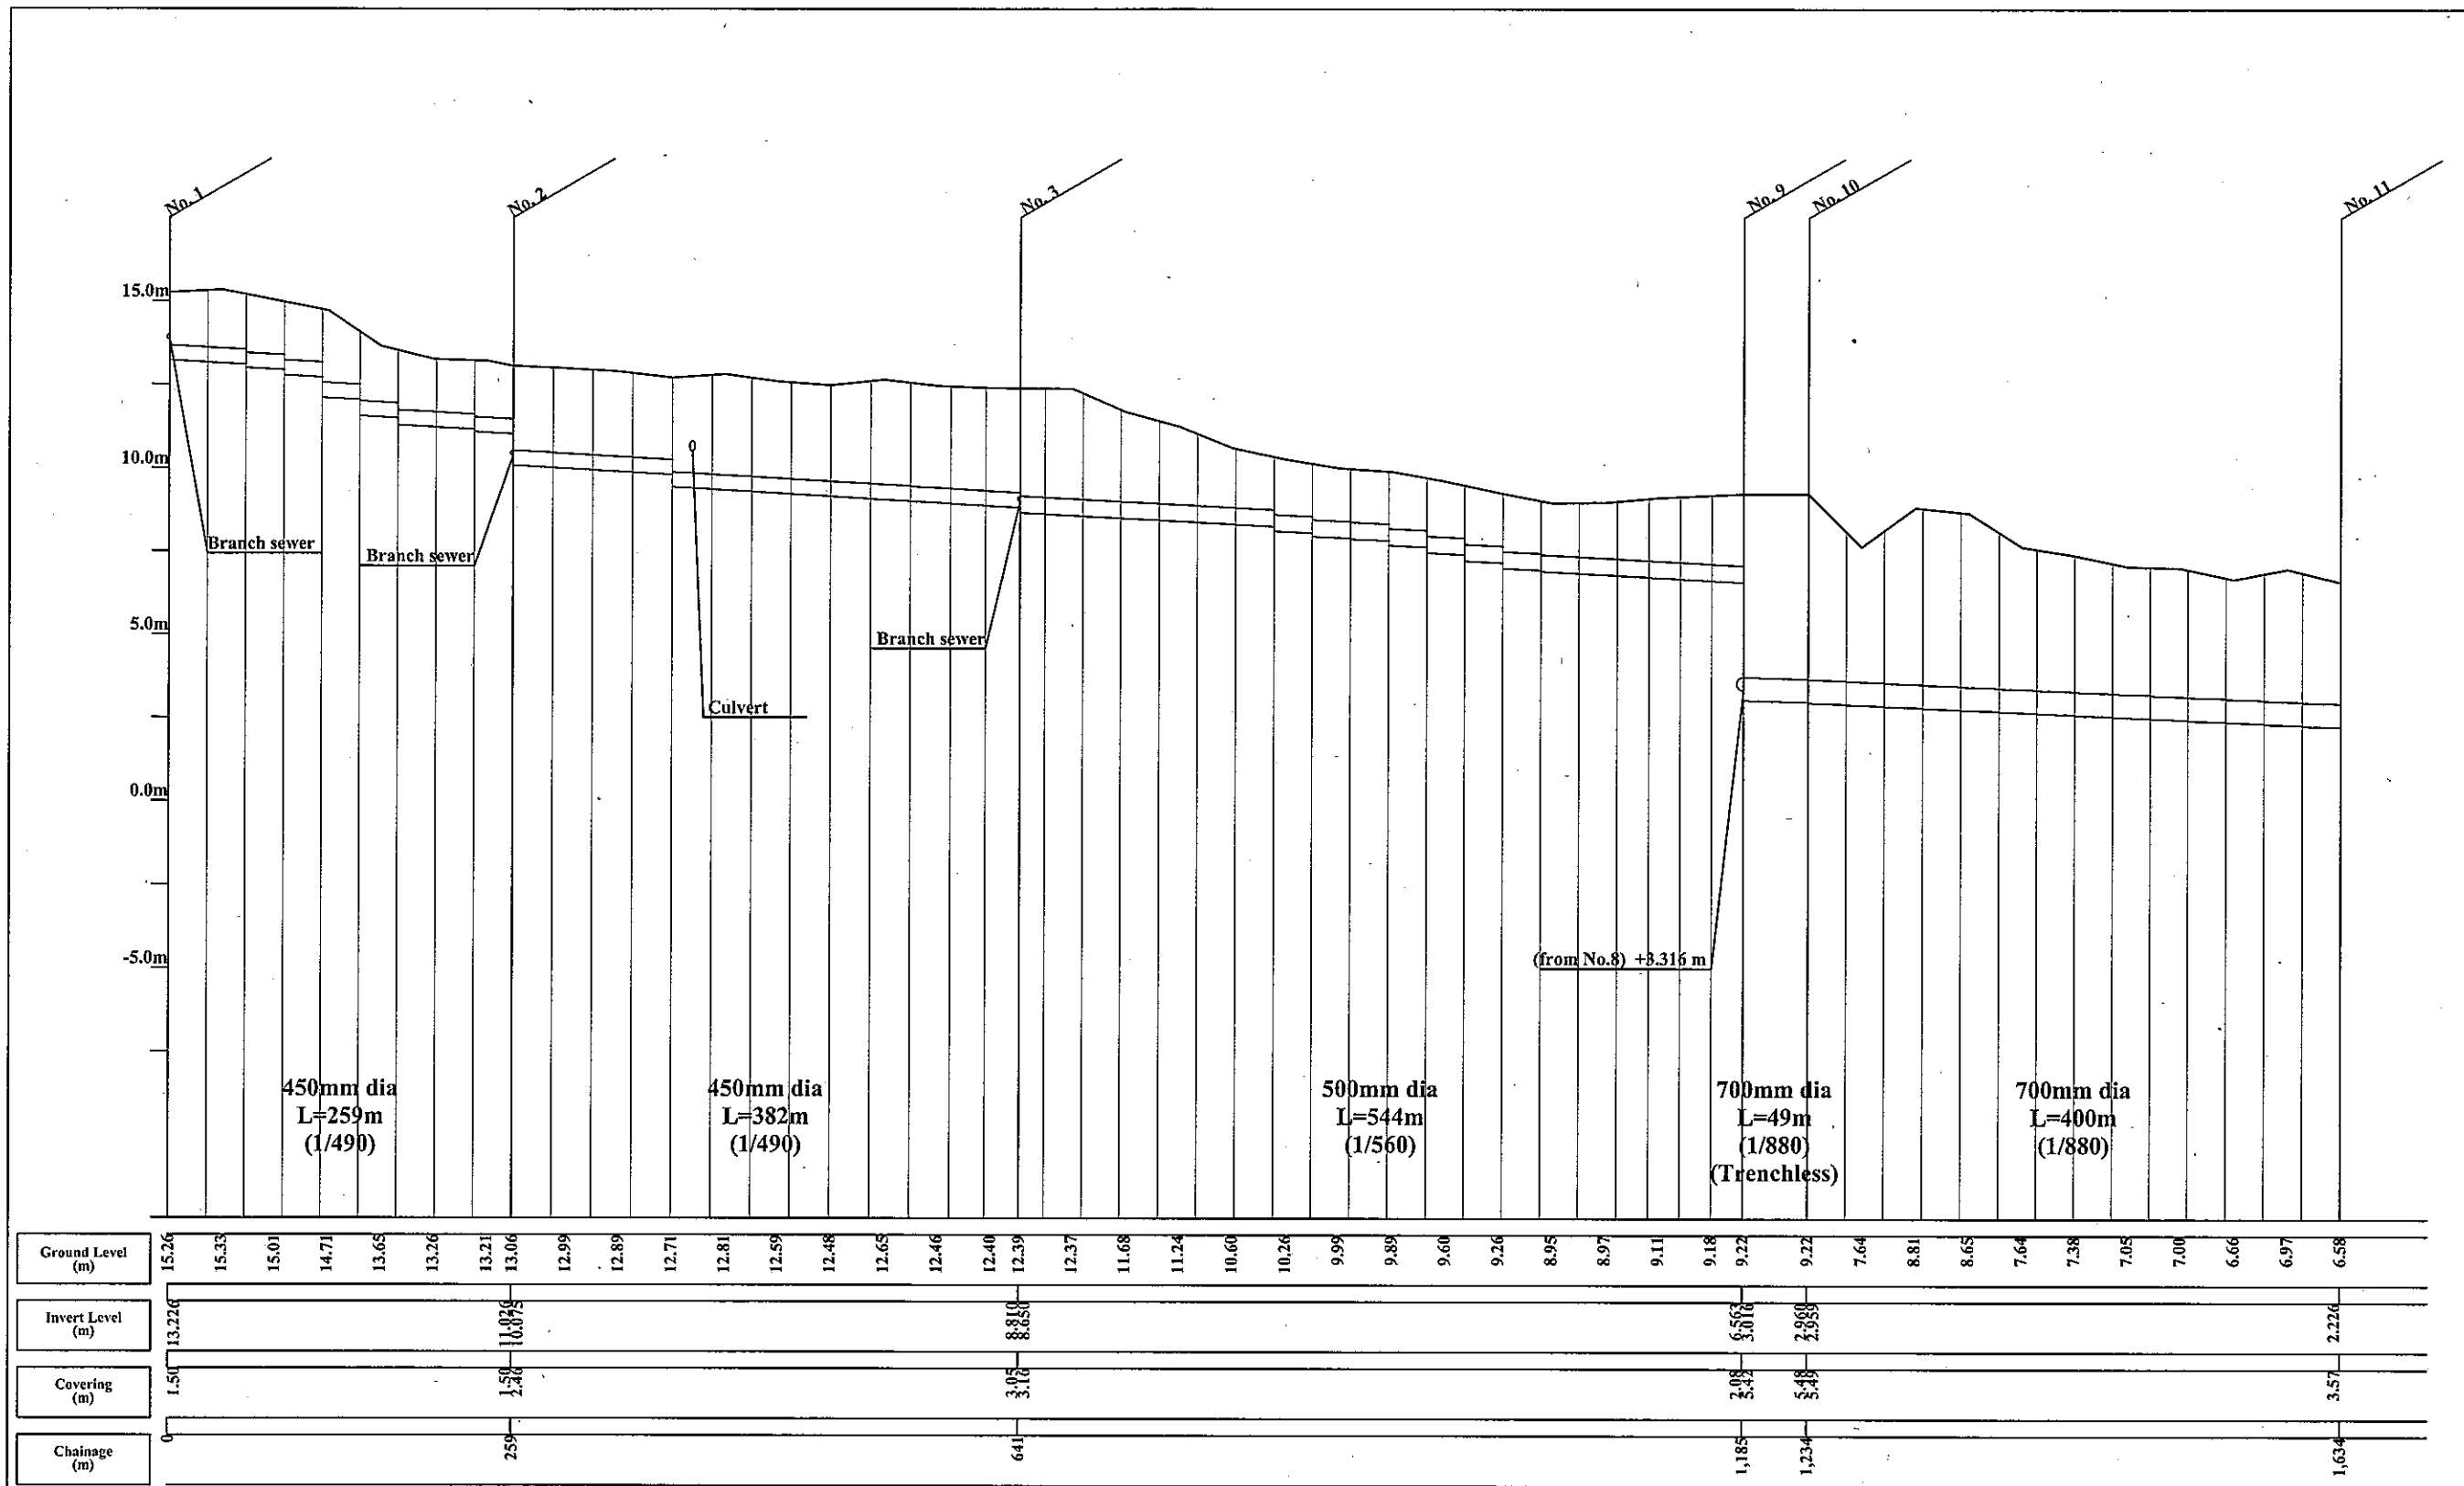 No. 1
No. 2
No. 3
No. 9
No. 10
No. 11
15.0m
10.0m
5.0m
0.0m
-5.0m
Branch sewer
Branch sewer
Branch sewer
Culvert
(from No.8) +3.316 m
450mm dia
L=259m
(1/490)
450mm dia
L=382m
(1/490)
500mm dia
L=544m
(1/560)
700mm dia
L=49m
(1/880)
(Trenchless)
700mm dia
L=400m
(1/880)
Ground Level
(m)
15.26
15.33
15.01
14.71
13.65
13.26
13.21
13.06
12.99
12.89
12.71
12.81
12.59
12.48
12.65
12.46
12.40
12.39
12.37
11.68
11.24
10.60
10.26
9.99
9.89
9.60
9.26
8.95
8.97
9.11
9.18
9.22
9.22
7.64
8.81
8.65
7.64
7.38
7.05
7.00
6.66
6.97
6.58
Invert Level
(m)
13.226
11.026
10.075
8.810
8.650
6.563
3.016
2.960
2.959
2.226
Covering
(m)
1.50
1.50
2.46
3.05
3.16
2.08
5.42
5.48
5.49
3.57
Chainage
(m)
0
259
641
1,185
1,234
1,634